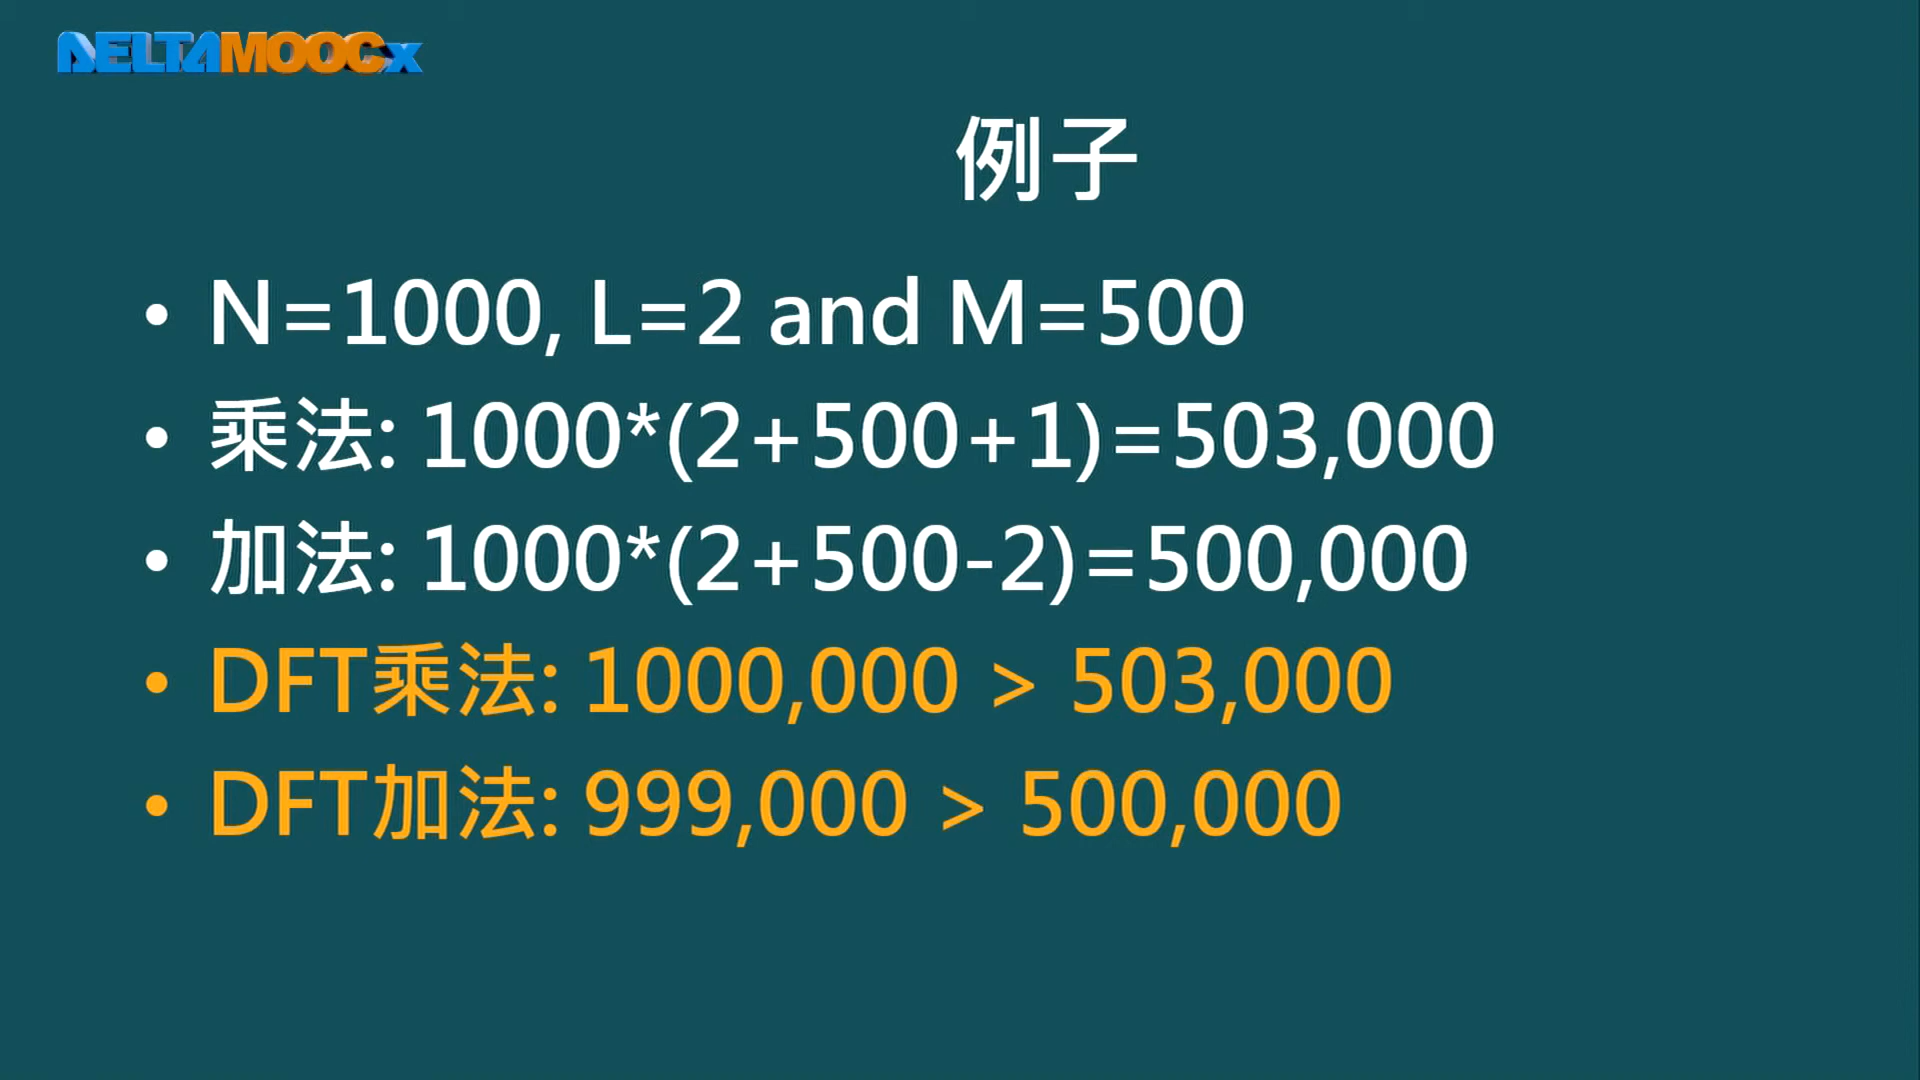 DELTAMOOCx
例子
• N=1000, L=2 and M=500
• 乘法: 1000*(2+500+1)=503,000
• 加法: 1000*(2+500-2)=500,000
• DFT乘法: 1000,000 > 503,000
• DFT加法: 999,000 > 500,000